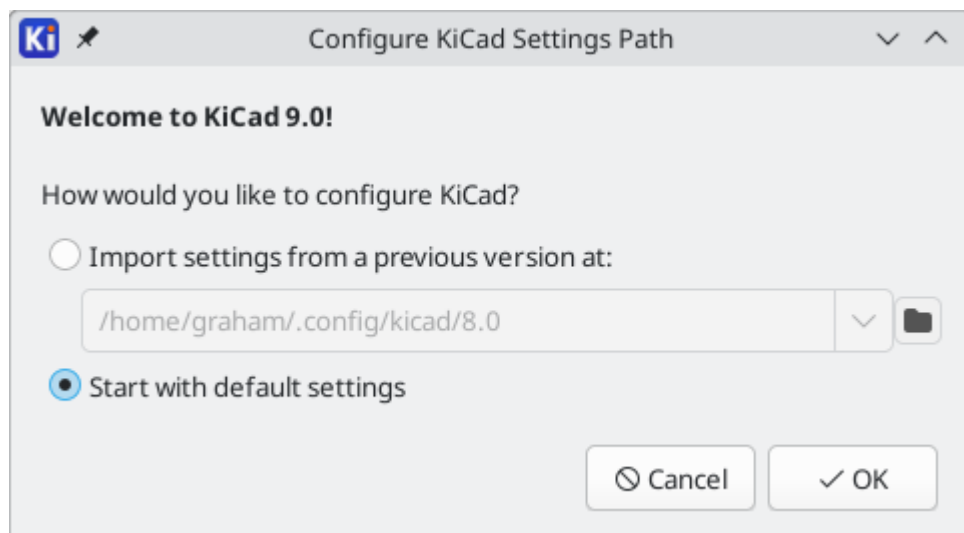 Ki
Configure KiCad Settings Path
Welcome to KiCad 9.0!
How would you like to configure KiCad?
Import settings from a previous version at:
/home/graham/.config/kicad/8.0
Start with default settings
Cancel
OK